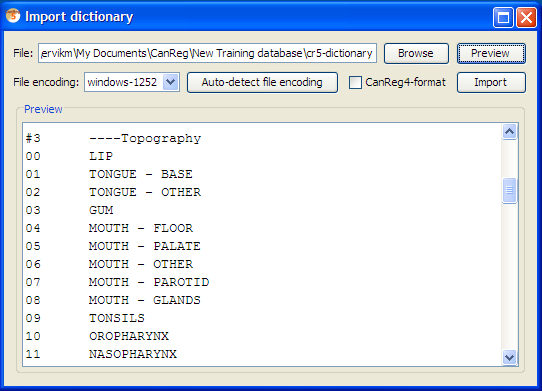 Import dictionary
File: ervikm\My Documents\CanReg\New Training database\cr5-dictionary Browse Preview
File encoding: windows-1252 Auto-detect file encoding CanReg4-format Import
Preview
#3 ----Topography
00 LIP
01 TONGUE - BASE
02 TONGUE - OTHER
03 GUM
04 MOUTH - FLOOR
05 MOUTH - PALATE
06 MOUTH - OTHER
07 MOUTH - PAROTID
08 MOUTH - GLANDS
09 TONSILS
10 OROPHARYNX
11 NASOPHARYNX